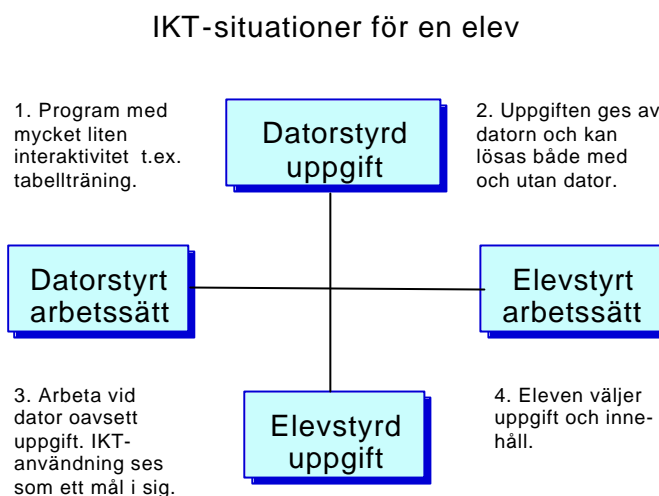 IKT-situationer för en elev
1. Program med
mycket liten
interaktivitet t.ex.
tabellträning.
Datorstyrd
uppgift
2. Uppgiften ges av
datorn och kan
lösas både med
och utan dator.
Datorstyrt
arbetssätt
Elevstyrt
arbetssätt
3. Arbeta vid
dator oavsett
uppgift. IKT-
användning ses
som ett mål i sig.
Elevstyrd
uppgift
4. Eleven väljer
uppgift och inne-
håll.